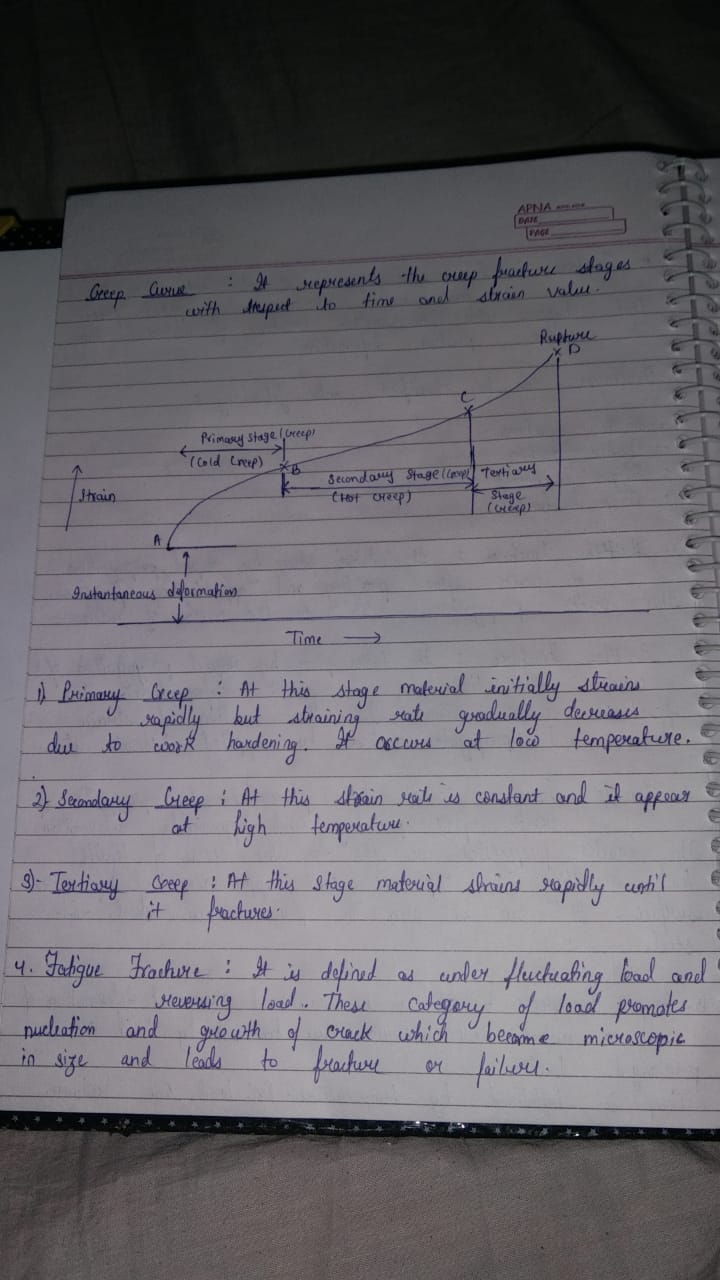 APNA
DATE
PAGE
Creep Curve : It represents the creep fracture stages
with respect to time and strain value.
Rupture
D
C
Primary Stage (Creep)
(Cold Creep)
B
Secondary Stage (Creep)
Tertiary
(Hot Creep)
Stage
(Creep)
Strain
A
Instantaneous deformation
Time
1) Primary Creep : At this stage material initially strains
rapidly but straining rate gradually decreases
due to work hardening. It occurs at low temperature.
2) Secondary Creep : At this strain rate is constant and it appear
at high temperature.
3)- Tertiary Creep : At this stage material strains rapidly until
it fractures.
4. Fatigue Fracture : It is defined as under fluctuating load and
reversing load. These category of load promotes
nucleation and growth of crack which become microscopic
in size and leads to fracture or failure.